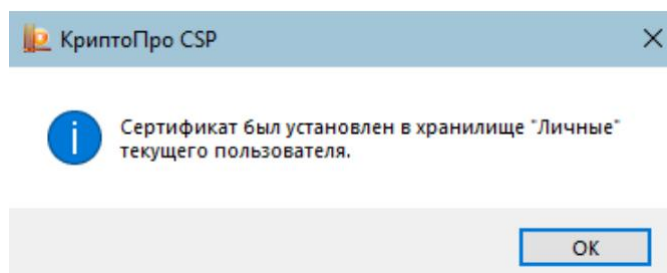 КриптоПро CSP
Сертификат был установлен в хранилище "Личные"
текущего пользователя.
OK